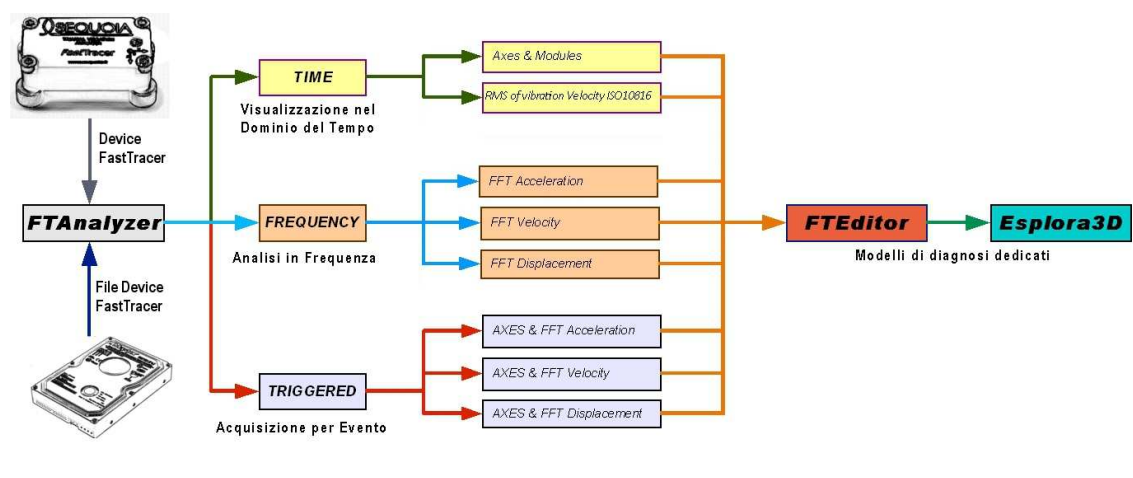 SEQUOIA
FastTracer
Device
FastTracer
FTAnalyzer
File Device
FastTracer
TIME
Visualizzazione nel
Dominio del Tempo
Axes & Modules
RMS of vibration Velocity ISO10816
FREQUENCY
Analisi in Frequenza
FFT Acceleration
FFT Velocity
FFT Displacement
TRIGGERED
Acquisizione per Evento
AXES & FFT Acceleration
AXES & FFT Velocity
AXES & FFT Displacement
FTEditor
Esplora3D
Modelli di diagnosi dedicati